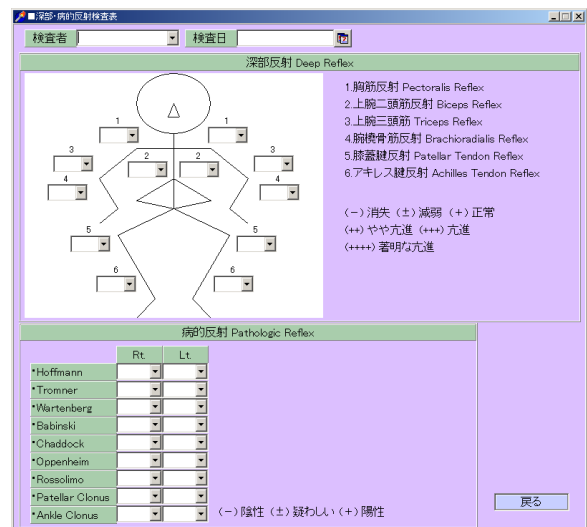 ■深部・病的反射検査表
検査者 検査日
深部反射 Deep Reflex
1 1
3 2 2 3
4 4
5 5
6 6
1.胸筋反射 Pectoralis Reflex
2.上腕二頭筋反射 Biceps Reflex
3.上腕三頭筋 Triceps Reflex
4.腕橈骨筋反射 Brachioradialis Reflex
5.膝蓋腱反射 Patellar Tendon Reflex
6.アキレス腱反射 Achilles Tendon Reflex
(-) 消失 (±) 減弱 (+) 正常
(++) やや亢進 (+++) 亢進
(++++) 著明な亢進
病的反射 Pathologic Reflex
Rt. Lt.
・Hoffmann
・Tromner
・Wartenberg
・Babinski
・Chaddock
・Oppenheim
・Rossolimo
・Patellar Clonus
・Ankle Clonus
(-) 陰性 (±) 疑わしい (+) 陽性
戻る